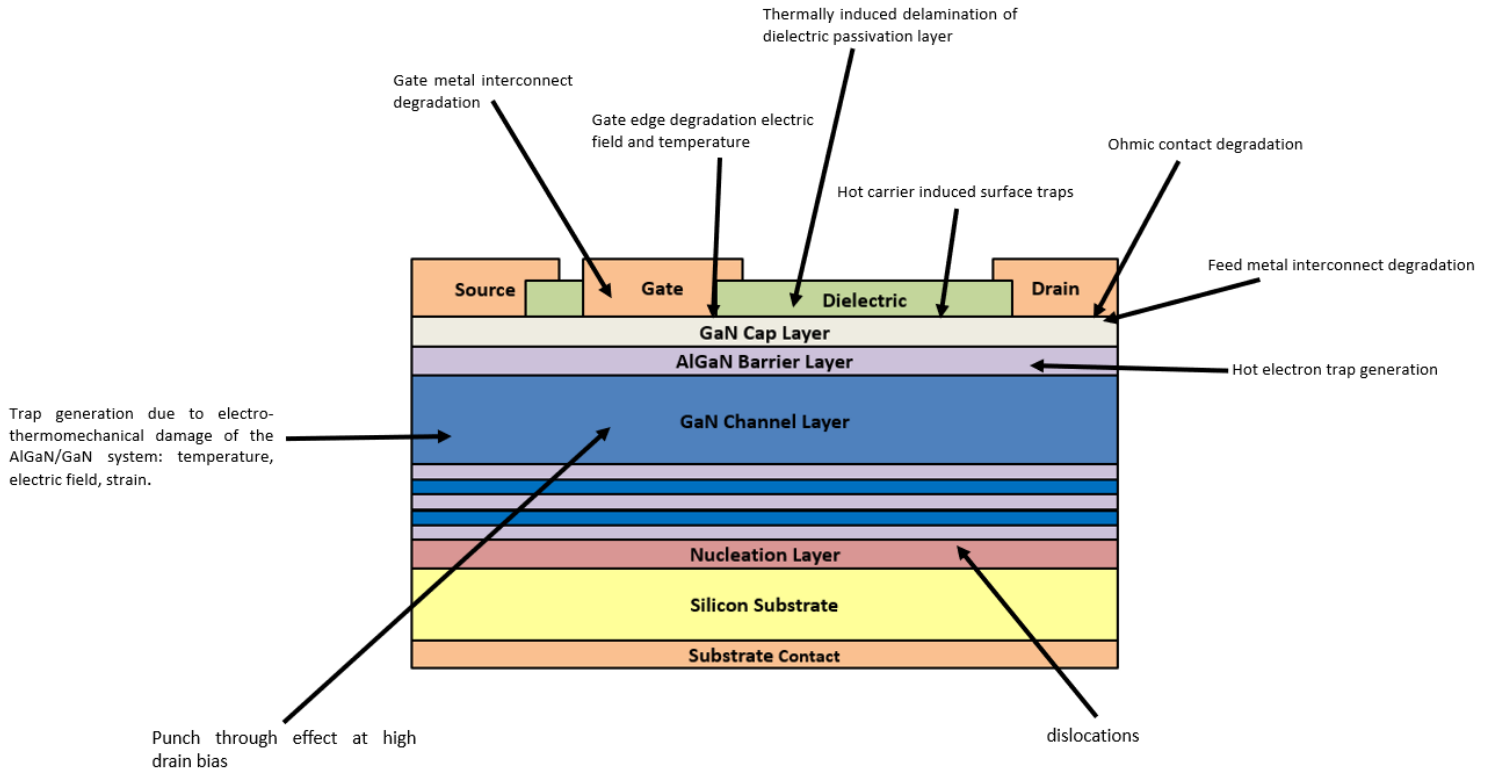 Thermally induced delamination of
dielectric passivation layer
Gate metal interconnect
degradation
Gate edge degradation electric
field and temperature
Ohmic contact degradation
Hot carrier induced surface traps
Feed metal interconnect degradation
Source
Gate
Dielectric
Drain
GaN Cap Layer
AlGaN Barrier Layer
Hot electron trap generation
Trap generation due to electro-
thermomechanical damage of the
AlGaN/GaN system: temperature,
electric field, strain.
GaN Channel Layer
Nucleation Layer
Silicon Substrate
Substrate Contact
Punch through effect at high
drain bias
dislocations